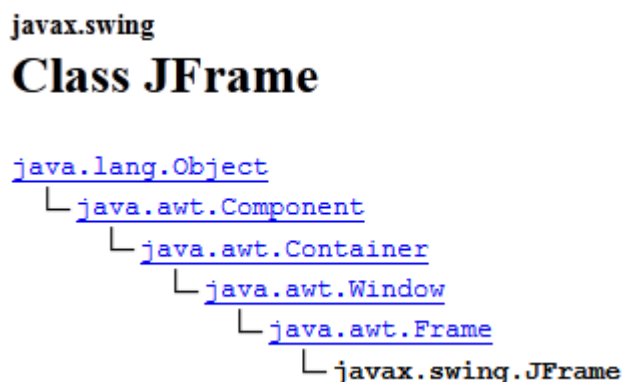 javax.swing
Class JFrame
java.lang.Object
java.awt.Component
java.awt.Container
java.awt.Window
java.awt.Frame
javax.swing.JFrame